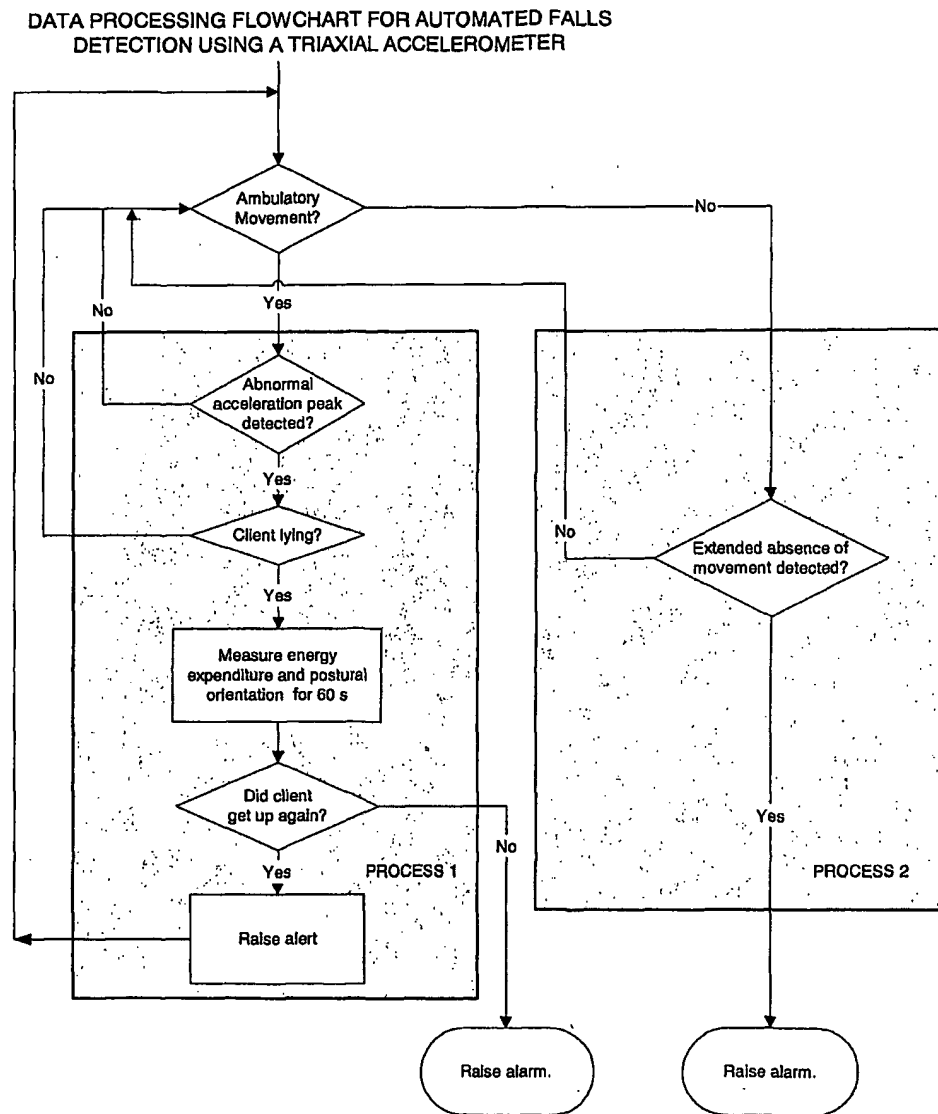 DATA PROCESSING FLOWCHART FOR AUTOMATED FALLS
DETECTION USING A TRIAXIAL ACCELEROMETER
Ambulatory
Movement?
No
Yes
No
No
Abnormal
acceleration peak
detected?
Yes
Client lying?
No
Extended absence of
movement detected?
Yes
Measure energy
expenditure and postural
orientation for 60 s
Did client
get up again?
Yes
No
Yes
PROCESS 1
PROCESS 2
Raise alert
Raise alarm.
Raise alarm.